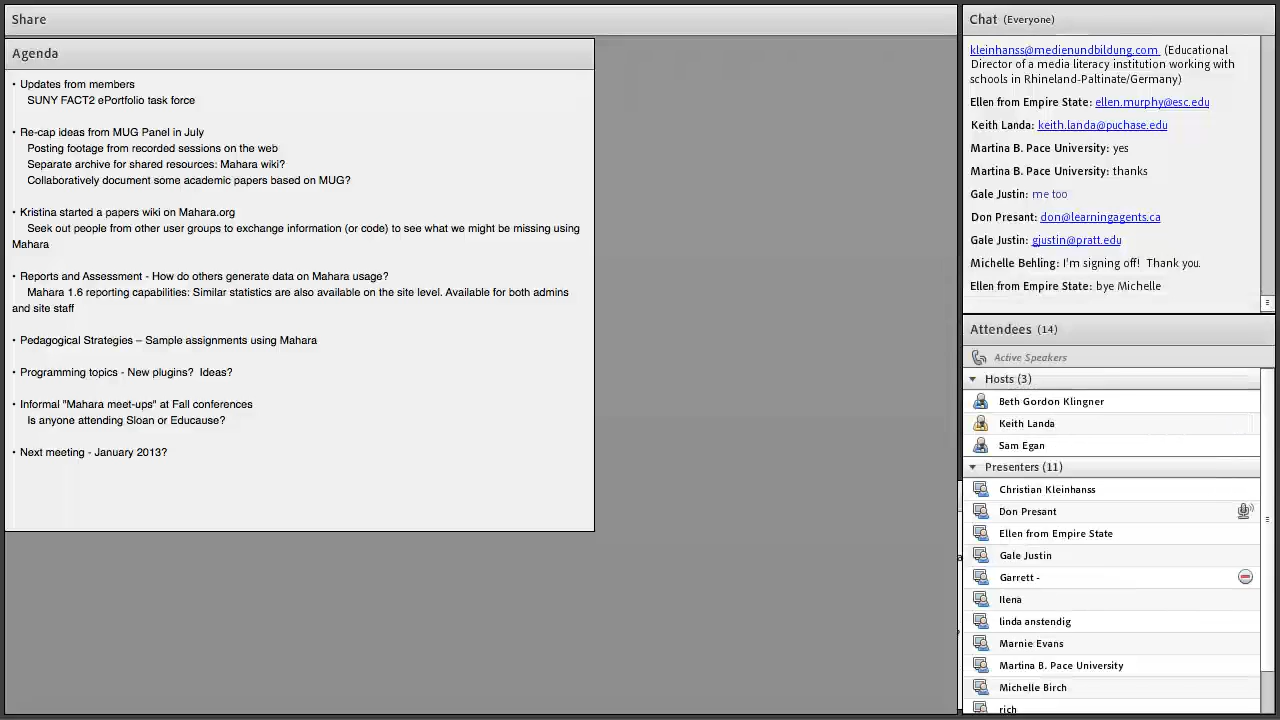 Share
Agenda
• Updates from members
SUNY FACT2 ePortfolio task force
• Re-cap ideas from MUG Panel in July
Posting footage from recorded sessions on the web
Separate archive for shared resources: Mahara wiki?
Collaboratively document some academic papers based on MUG?
• Kristina started a papers wiki on Mahara.org
Seek out people from other user groups to exchange information (or code) to see what we might be missing using
Mahara
• Reports and Assessment - How do others generate data on Mahara usage?
Mahara 1.6 reporting capabilities: Similar statistics are also available on the site level. Available for both admins
and site staff
• Pedagogical Strategies – Sample assignments using Mahara
• Programming topics - New plugins?  Ideas?
• Informal "Mahara meet-ups" at Fall conferences
Is anyone attending Sloan or Educause?
• Next meeting - January 2013?
Chat (Everyone)
kleinhanss@medienundbildung.com  (Educational
Director of a media literacy institution working with
schools in Rhineland-Paltinate/Germany)
Ellen from Empire State: ellen.murphy@esc.edu
Keith Landa: keith.landa@puchase.edu
Martina B. Pace University: yes
Martina B. Pace University: thanks
Gale Justin: me too
Don Presant: don@learningagents.ca
Gale Justin: gjustin@pratt.edu
Michelle Behling: I'm signing off!  Thank you.
Ellen from Empire State: bye Michelle
Attendees (14)
Active Speakers
Hosts (3)
Beth Gordon Klingner
Keith Landa
Sam Egan
Presenters (11)
Christian Kleinhanss
Don Presant
Ellen from Empire State
Gale Justin
Garrett -
Ilena
linda anstendig
Marnie Evans
Martina B. Pace University
Michelle Birch
rich